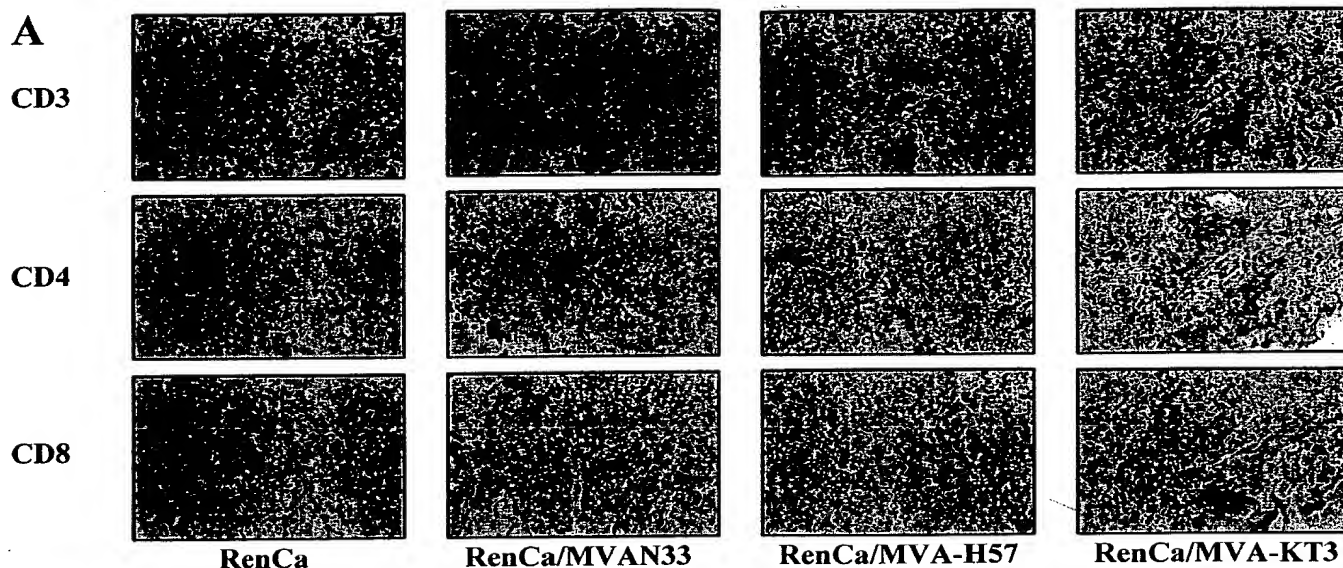 A
CD3
CD4
CD8
RenCa RenCa/MVAN33 RenCa/MVA-H57 RenCa/MVA-KT3